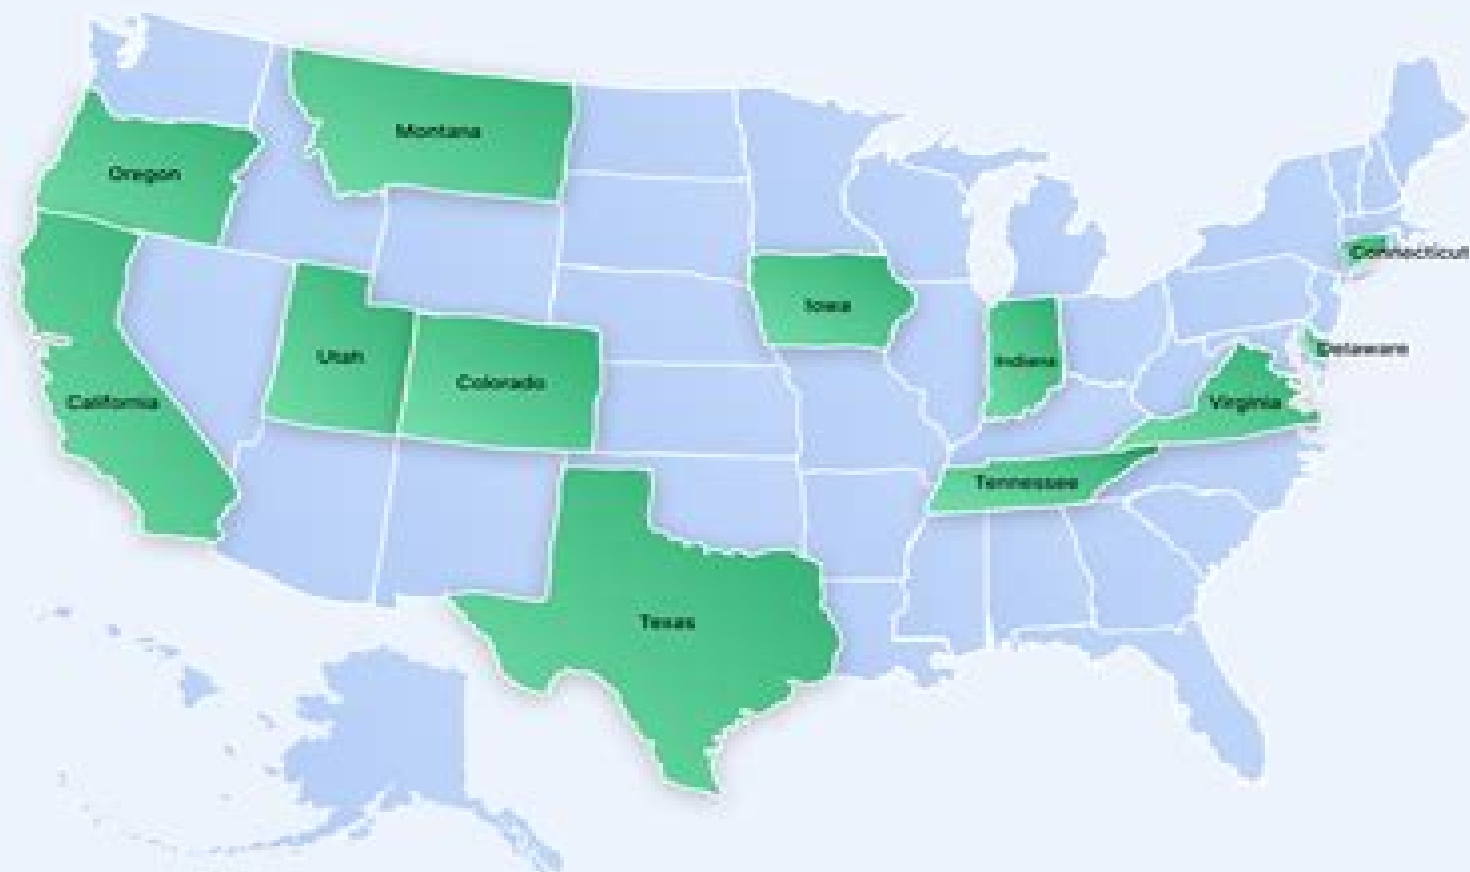 Montana
Oregon
Connecticut
Iowa
Delaware
Utah
Indiana
Colorado
California
Virginia
Tennessee
Texas